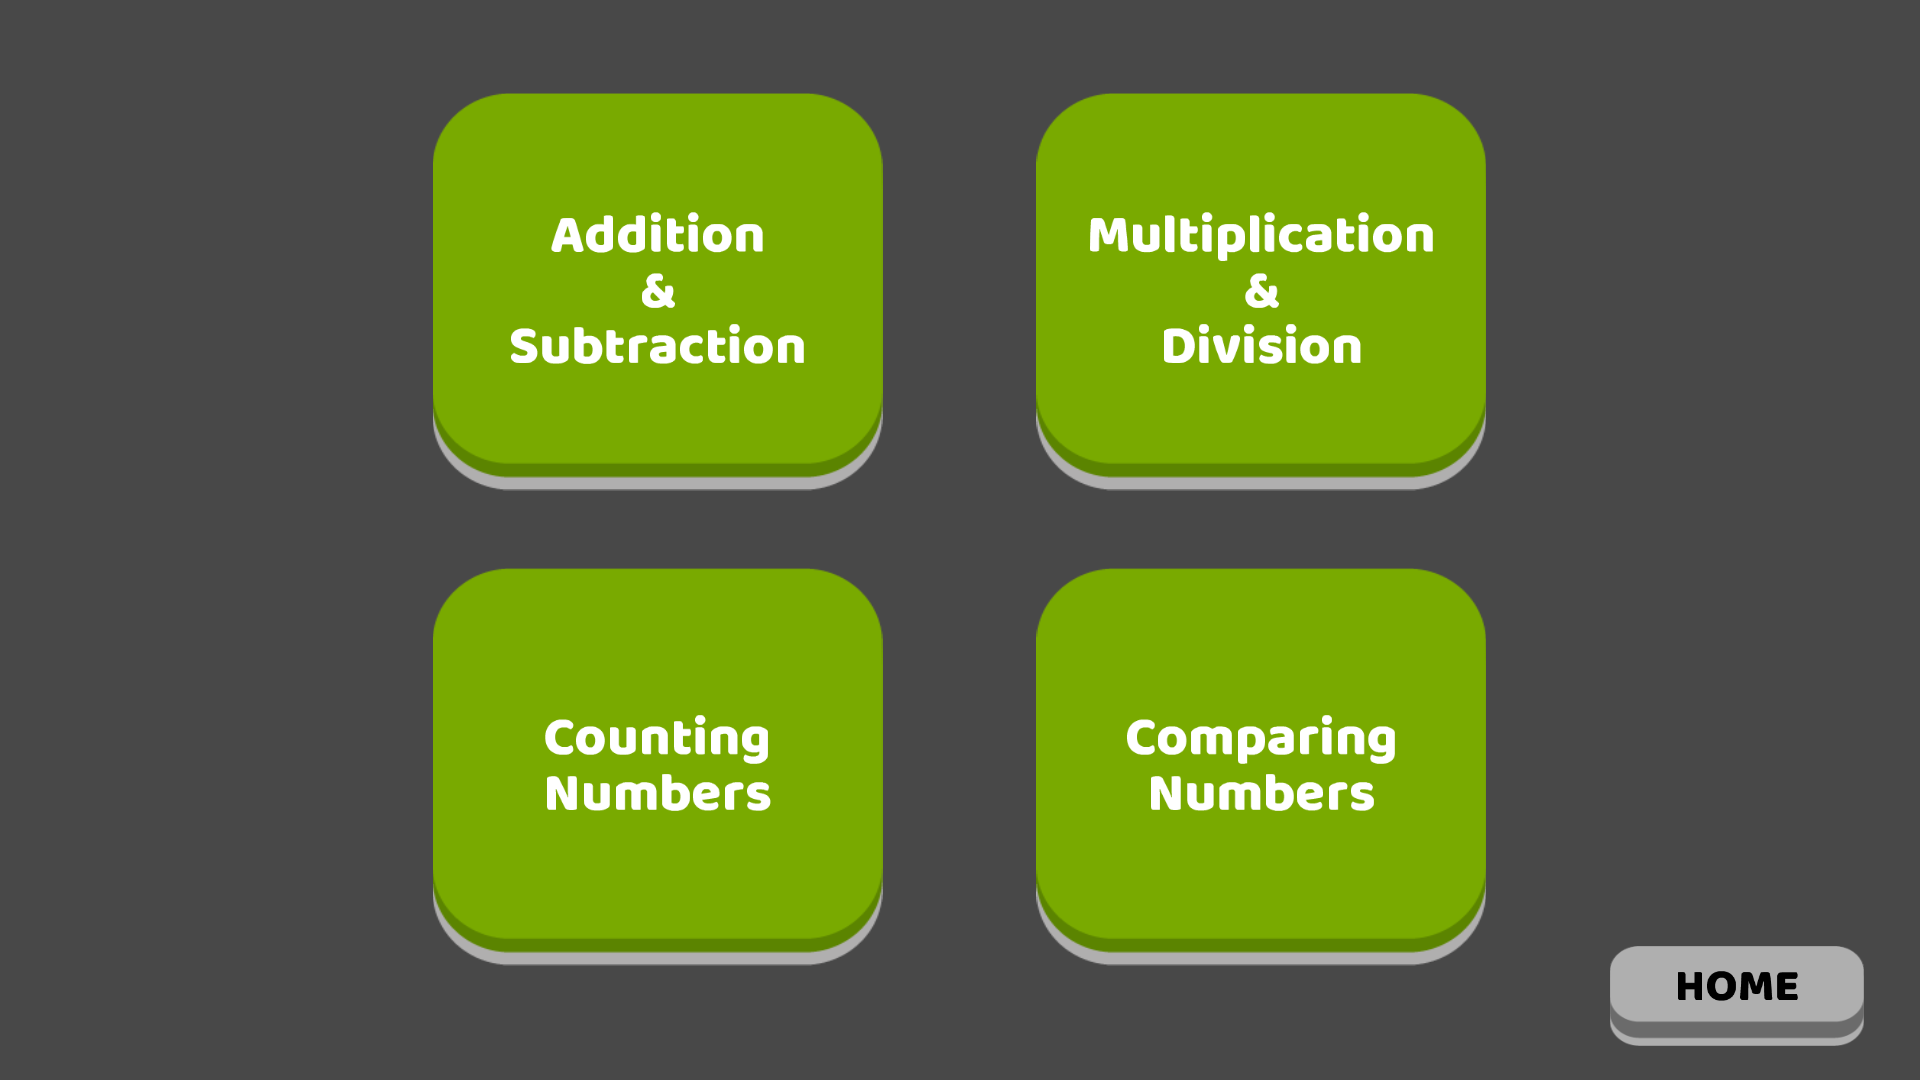 Addition
&
Subtraction
Multiplication
&
Division
Counting
Numbers
Comparing
Numbers
HOME